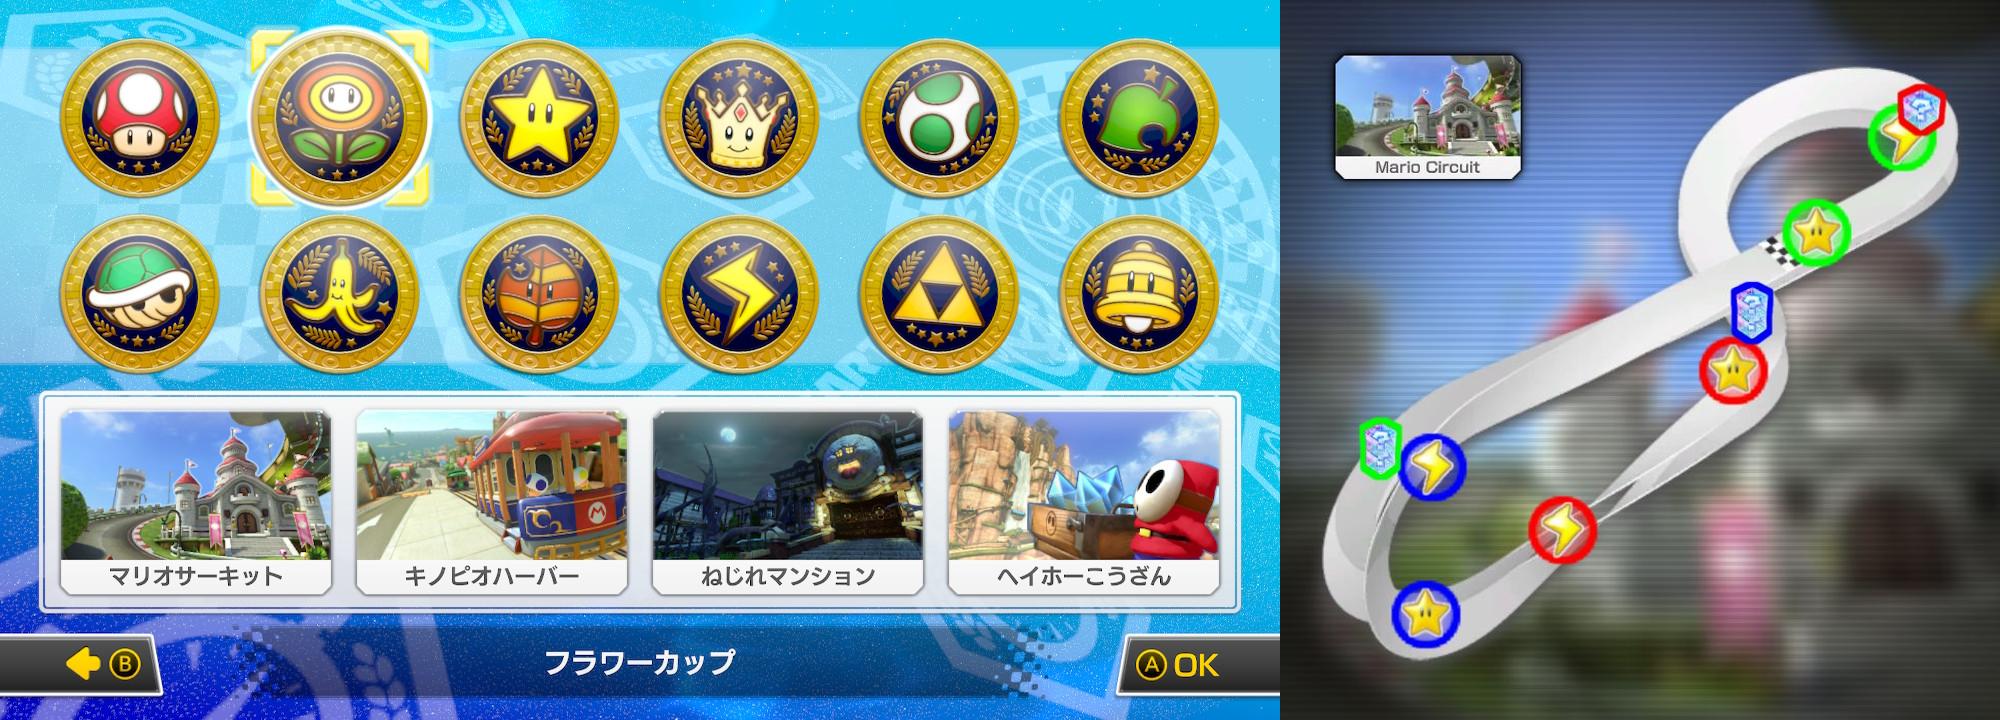 マリオサーキット
キノピオハーバー
ねじれマンション
ヘイホーこうざん
B
フラワーカップ
A OK
Mario Circuit